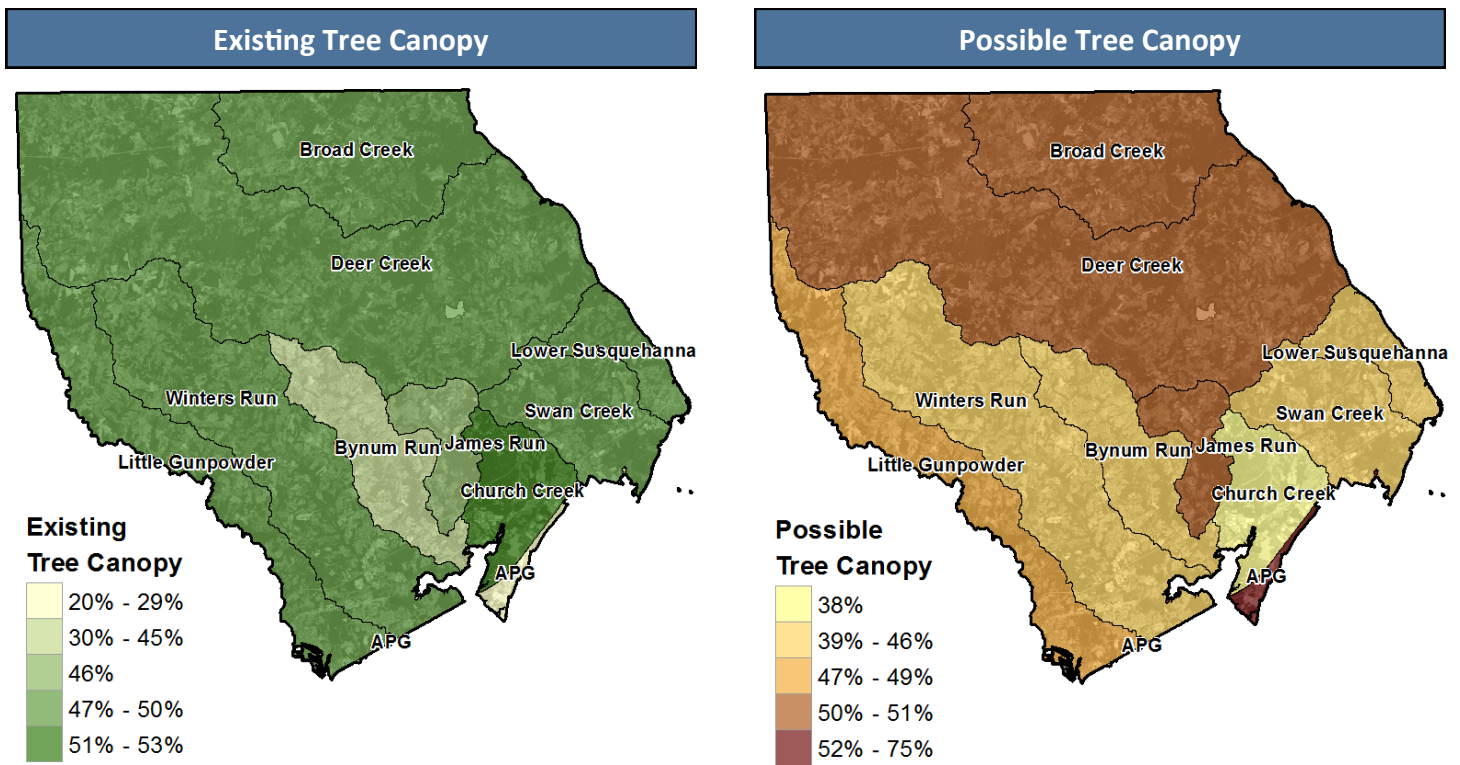 Existing Tree Canopy
Broad Creek
Deer Creek
Lower Susquehanna
Winters Run
Swan Creek
Bynum Run
James Run
Little Gunpowder
Church Creek
APG
APG
Existing
Tree Canopy
20% - 29%
30% - 45%
46%
47% - 50%
51% - 53%
Possible Tree Canopy
Broad Creek
Deer Creek
Lower Susquehanna
Winters Run
Swan Creek
Bynum Run
James Run
Little Gunpowder
Church Creek
APG
APG
Possible
Tree Canopy
38%
39% - 46%
47% - 49%
50% - 51%
52% - 75%